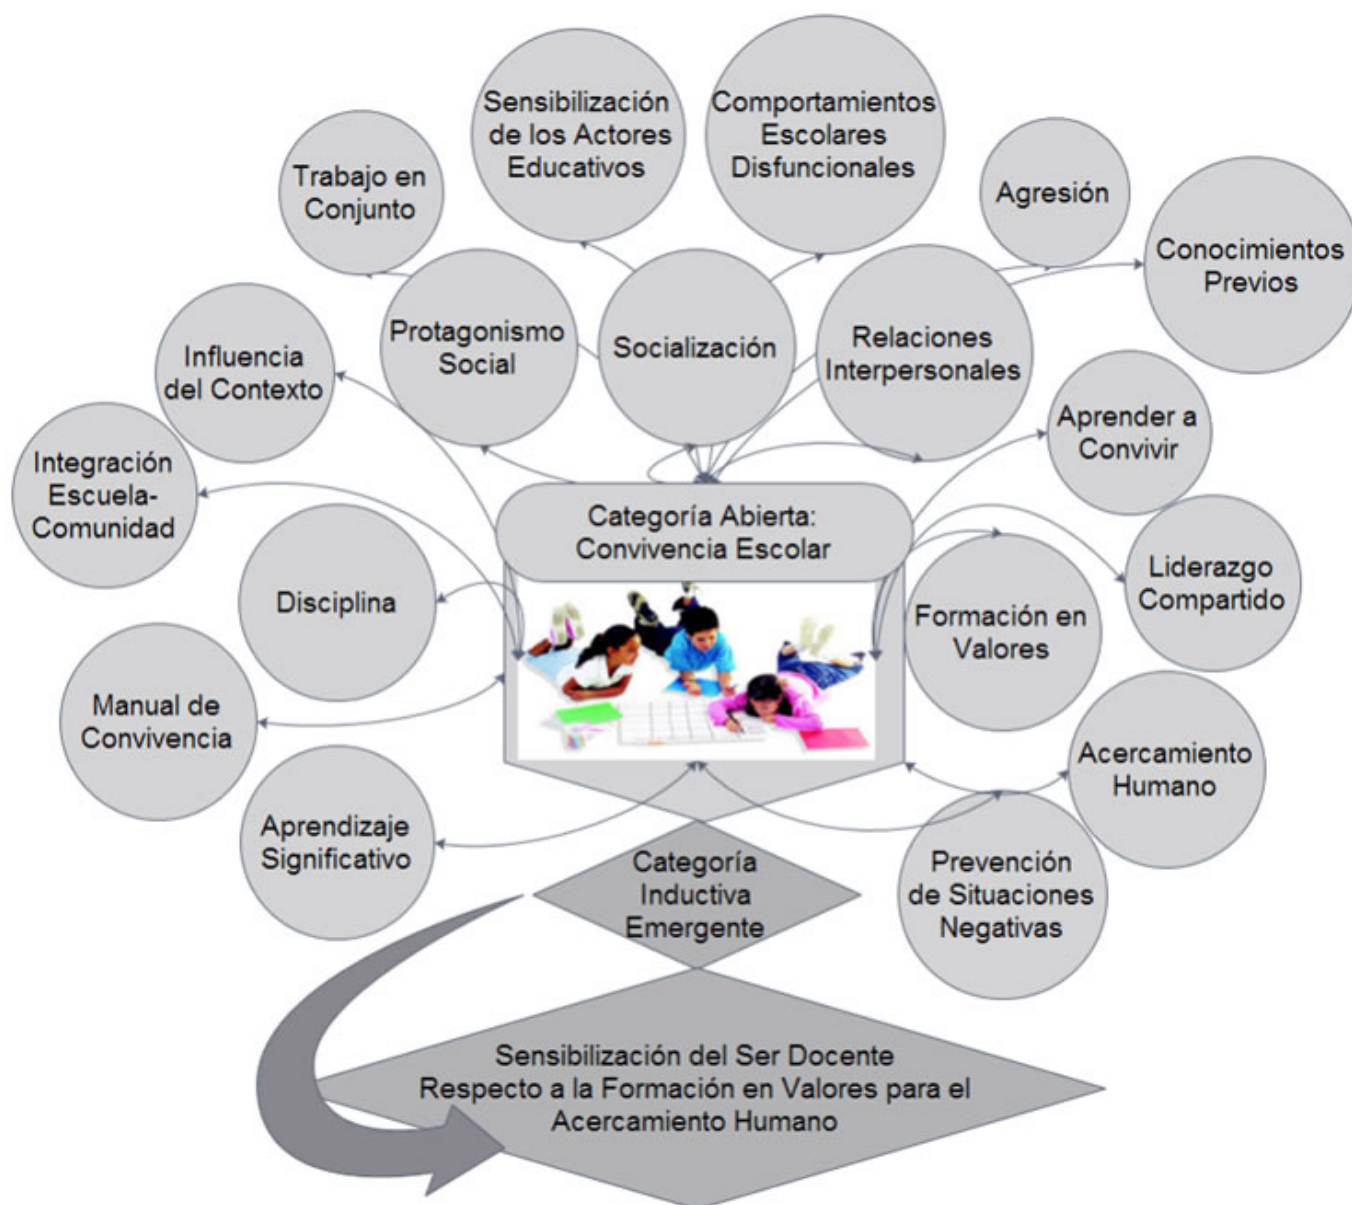 Sensibilización
de los Actores
Educativos
Comportamientos
Escolares
Disfuncionales
Trabajo en
Conjunto
Agresión
Conocimientos
Previos
Influencia
del Contexto
Protagonismo
Social
Socialización
Relaciones
Interpersonales
Aprender a
Convivir
Integración
Escuela-
Comunidad
Categoría Abierta:
Convivencia Escolar
Disciplina
Formación en
Valores
Liderazgo
Compartido
Manual de
Convivencia
Acercamiento
Humano
Aprendizaje
Significativo
Categoría
Inductiva
Emergente
Prevención
de Situaciones
Negativas
Sensibilización del Ser Docente
Respecto a la Formación en Valores para el
Acercamiento Humano